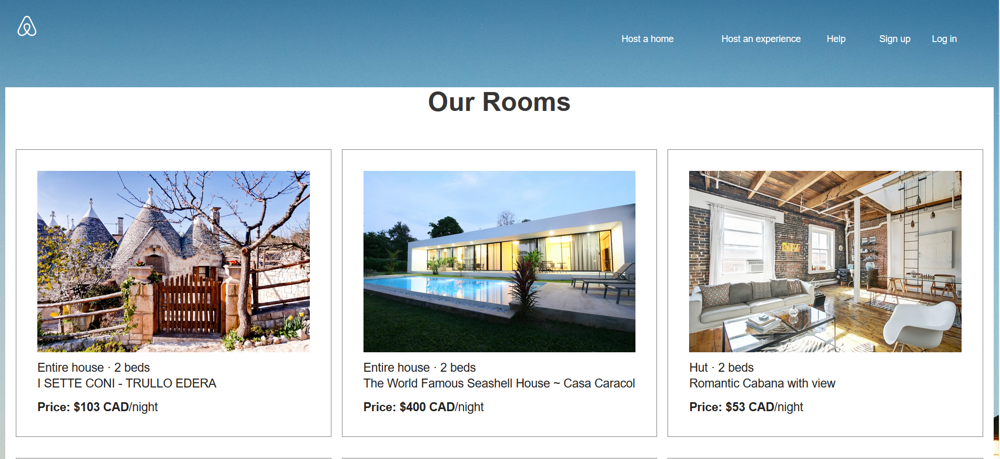 Host a home
Host an experience
Help
Sign up
Log in
Our Rooms
Entire house · 2 beds
I SETTE CONI - TRULLO EDERA
Price: $103 CAD/night
Entire house · 2 beds
The World Famous Seashell House ~ Casa Caracol
Price: $400 CAD/night
Hut · 2 beds
Romantic Cabana with view
Price: $53 CAD/night